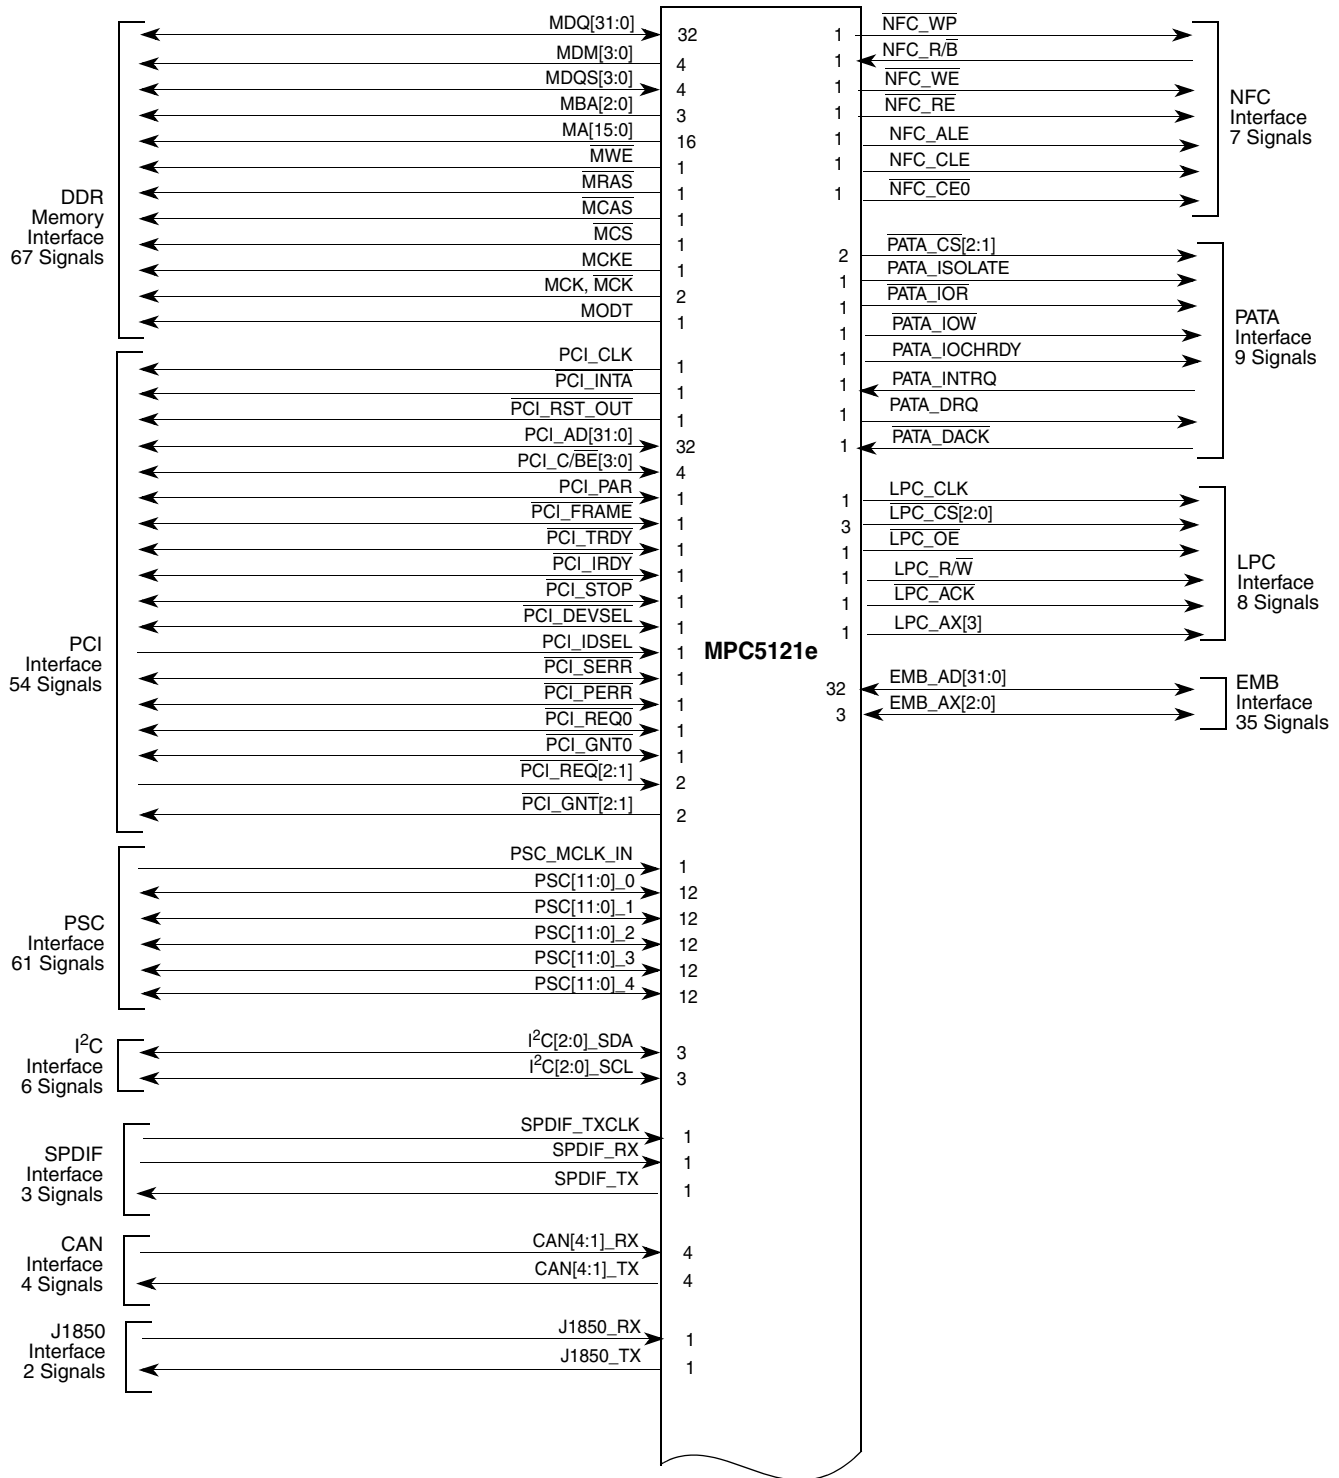 DDR
Memory
Interface
67 Signals
MDQ[31:0] 32
MDM[3:0] 4
MDQS[3:0] 4
MBA[2:0] 3
MA[15:0] 16
MWE 1
MRAS 1
MCAS 1
MCS 1
MCKE 1
MCK, MCK 2
MODT 1
PCI
Interface
54 Signals
PCI_CLK 1
PCI_INTA 1
PCI_RST_OUT 1
PCI_AD[31:0] 32
PCI_C/BE[3:0] 4
PCI_PAR 1
PCI_FRAME 1
PCI_TRDY 1
PCI_IRDY 1
PCI_STOP 1
PCI_DEVSEL 1
PCI_IDSEL 1
PCI_SERR 1
PCI_PERR 1
PCI_REQ0 1
PCI_GNT0 1
PCI_REQ[2:1] 2
PCI_GNT[2:1] 2
PSC
Interface
61 Signals
PSC_MCLK_IN 1
PSC[11:0]_0 12
PSC[11:0]_1 12
PSC[11:0]_2 12
PSC[11:0]_3 12
PSC[11:0]_4 12
I²C
Interface
6 Signals
I²C[2:0]_SDA 3
I²C[2:0]_SCL 3
SPDIF
Interface
3 Signals
SPDIF_TXCLK 1
SPDIF_RX 1
SPDIF_TX 1
CAN
Interface
4 Signals
CAN[4:1]_RX 4
CAN[4:1]_TX 4
J1850
Interface
2 Signals
J1850_RX 1
J1850_TX 1
MPC5121e
1 NFC_WP
1 NFC_R/B
1 NFC_WE
1 NFC_RE
1 NFC_ALE
1 NFC_CLE
1 NFC_CE0
NFC
Interface
7 Signals
2 PATA_CS[2:1]
1 PATA_ISOLATE
1 PATA_IOR
1 PATA_IOW
1 PATA_IOCHRDY
1 PATA_INTRQ
1 PATA_DRQ
1 PATA_DACK
PATA
Interface
9 Signals
1 LPC_CLK
3 LPC_CS[2:0]
1 LPC_OE
1 LPC_R/W
1 LPC_ACK
1 LPC_AX[3]
LPC
Interface
8 Signals
32 EMB_AD[31:0]
3 EMB_AX[2:0]
EMB
Interface
35 Signals